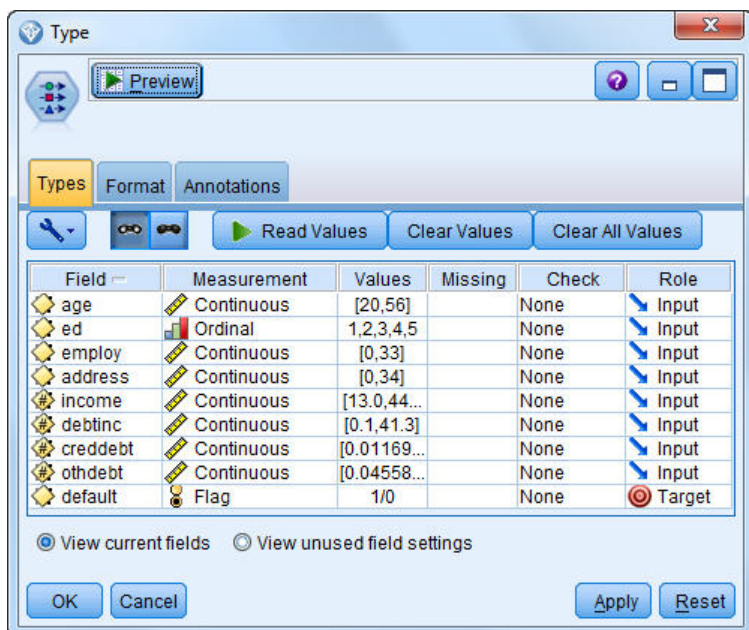 Type
Preview
Types Format Annotations
Read Values Clear Values Clear All Values
Field Measurement Values Missing Check Role
age Continuous [20,56] None Input
ed Ordinal 1,2,3,4,5 None Input
employ Continuous [0,33] None Input
address Continuous [0,34] None Input
income Continuous [13.0,44... None Input
debtinc Continuous [0.1,41.3] None Input
creddebt Continuous [0.01169... None Input
othdebt Continuous [0.04558... None Input
default Flag 1/0 None Target
View current fields View unused field settings
OK Cancel Apply Reset